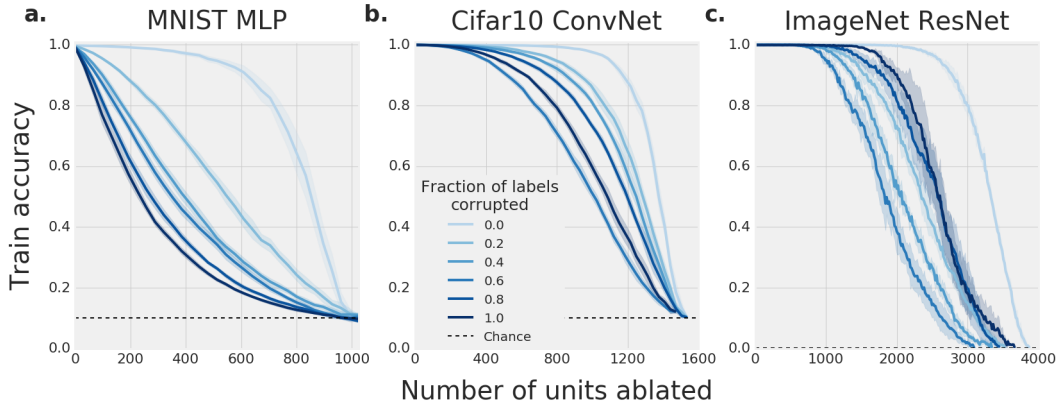 a. MNIST MLP
b. Cifar10 ConvNet
c. ImageNet ResNet
Train accuracy
1.0
0.8
0.6
0.4
0.2
0.0
0 200 400 600 800 1000
1.0
0.8
0.6
0.4
0.2
0.0
0 400 800 1200 1600
Fraction of labels
corrupted
0.0
0.2
0.4
0.6
0.8
1.0
Chance
1.0
0.8
0.6
0.4
0.2
0.0
0 1000 2000 3000 4000
Number of units ablated